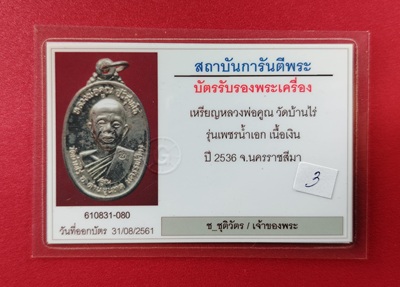 สถาบันการันตีพระ
บัตรรับรองพระเครื่อง
เหรียญหลวงพ่อคูณ วัดบ้านไร่
รุ่นเพชรน้ำเอก เนื้อเงิน
ปี 2536 จ.นครราชสีมา
3
610831-080
วันที่ออกบัตร 31/08/2561
ช_ชุติวัตร / เจ้าของพระ